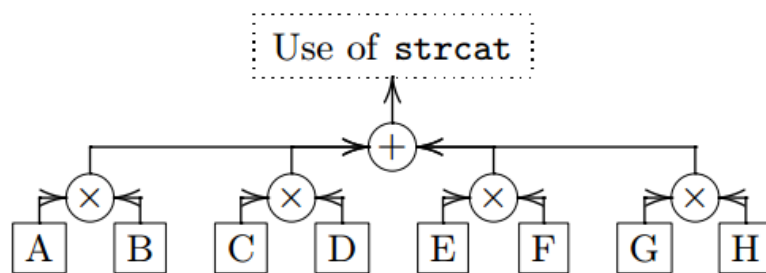 Use of strcat
+
× × × ×
A B C D E F G H